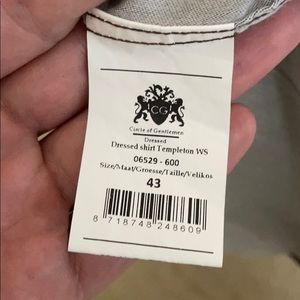 CG
Circle of Gentlemen
Dressed
Dressed shirt Templeton WS
06529 - 600
Size/Maat/Groesse/Taille/Velikos
43
8 718748 248609